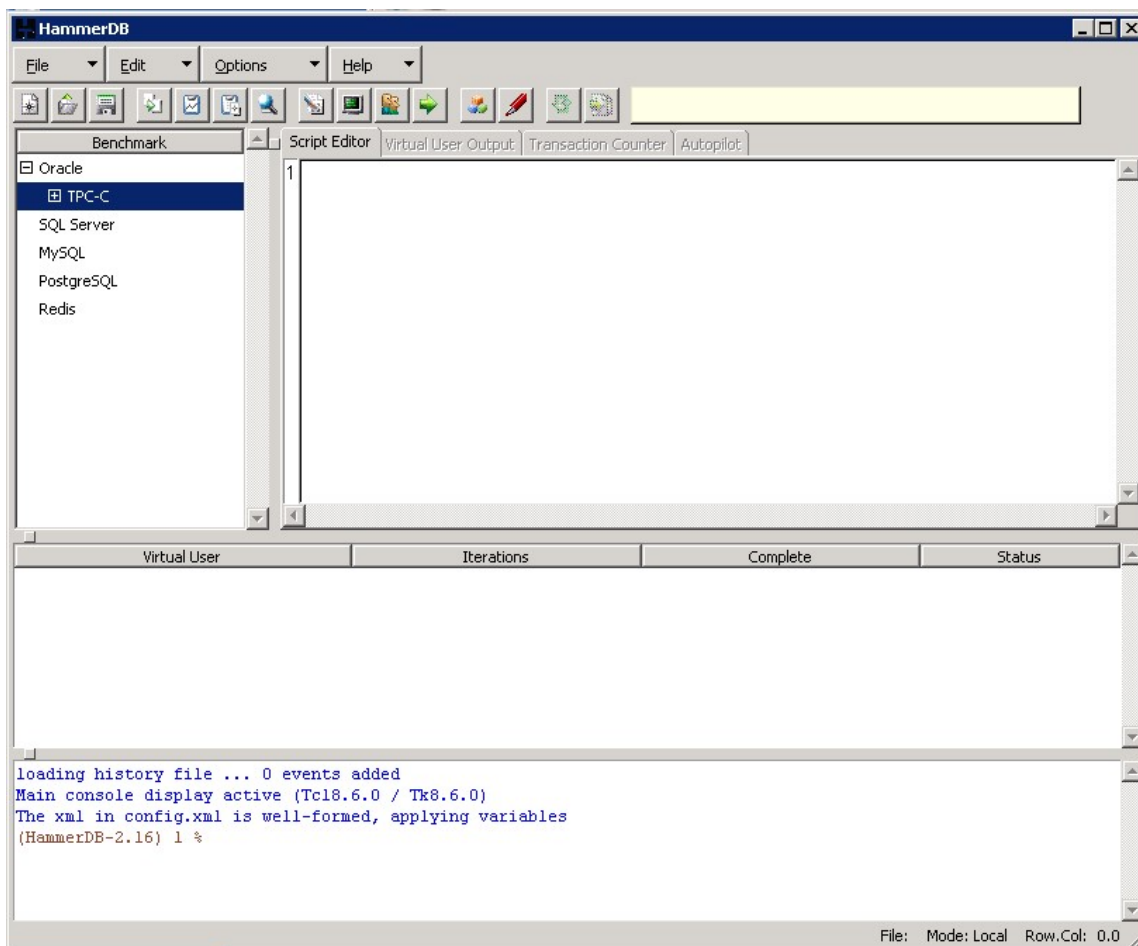 HammerDB
File Edit Options Help
Benchmark
Script Editor Virtual User Output Transaction Counter Autopilot
Oracle
TPC-C
SQL Server
MySQL
PostgreSQL
Redis
1
Virtual User Iterations Complete Status
loading history file ... 0 events added
Main console display active (Tcl8.6.0 / Tk8.6.0)
The xml in config.xml is well-formed, applying variables
(HammerDB-2.16) 1 %
File: Mode: Local Row.Col: 0.0